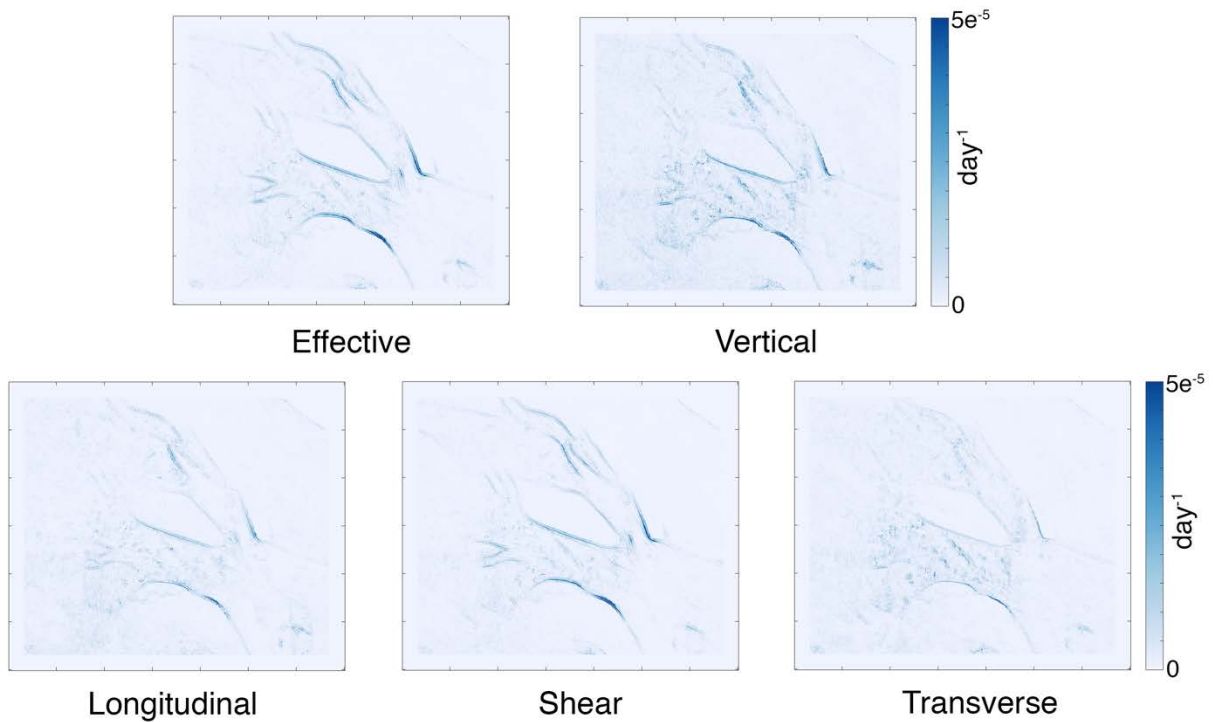 5e-5
day-1
0
Effective
Vertical
5e-5
day-1
0
Longitudinal
Shear
Transverse